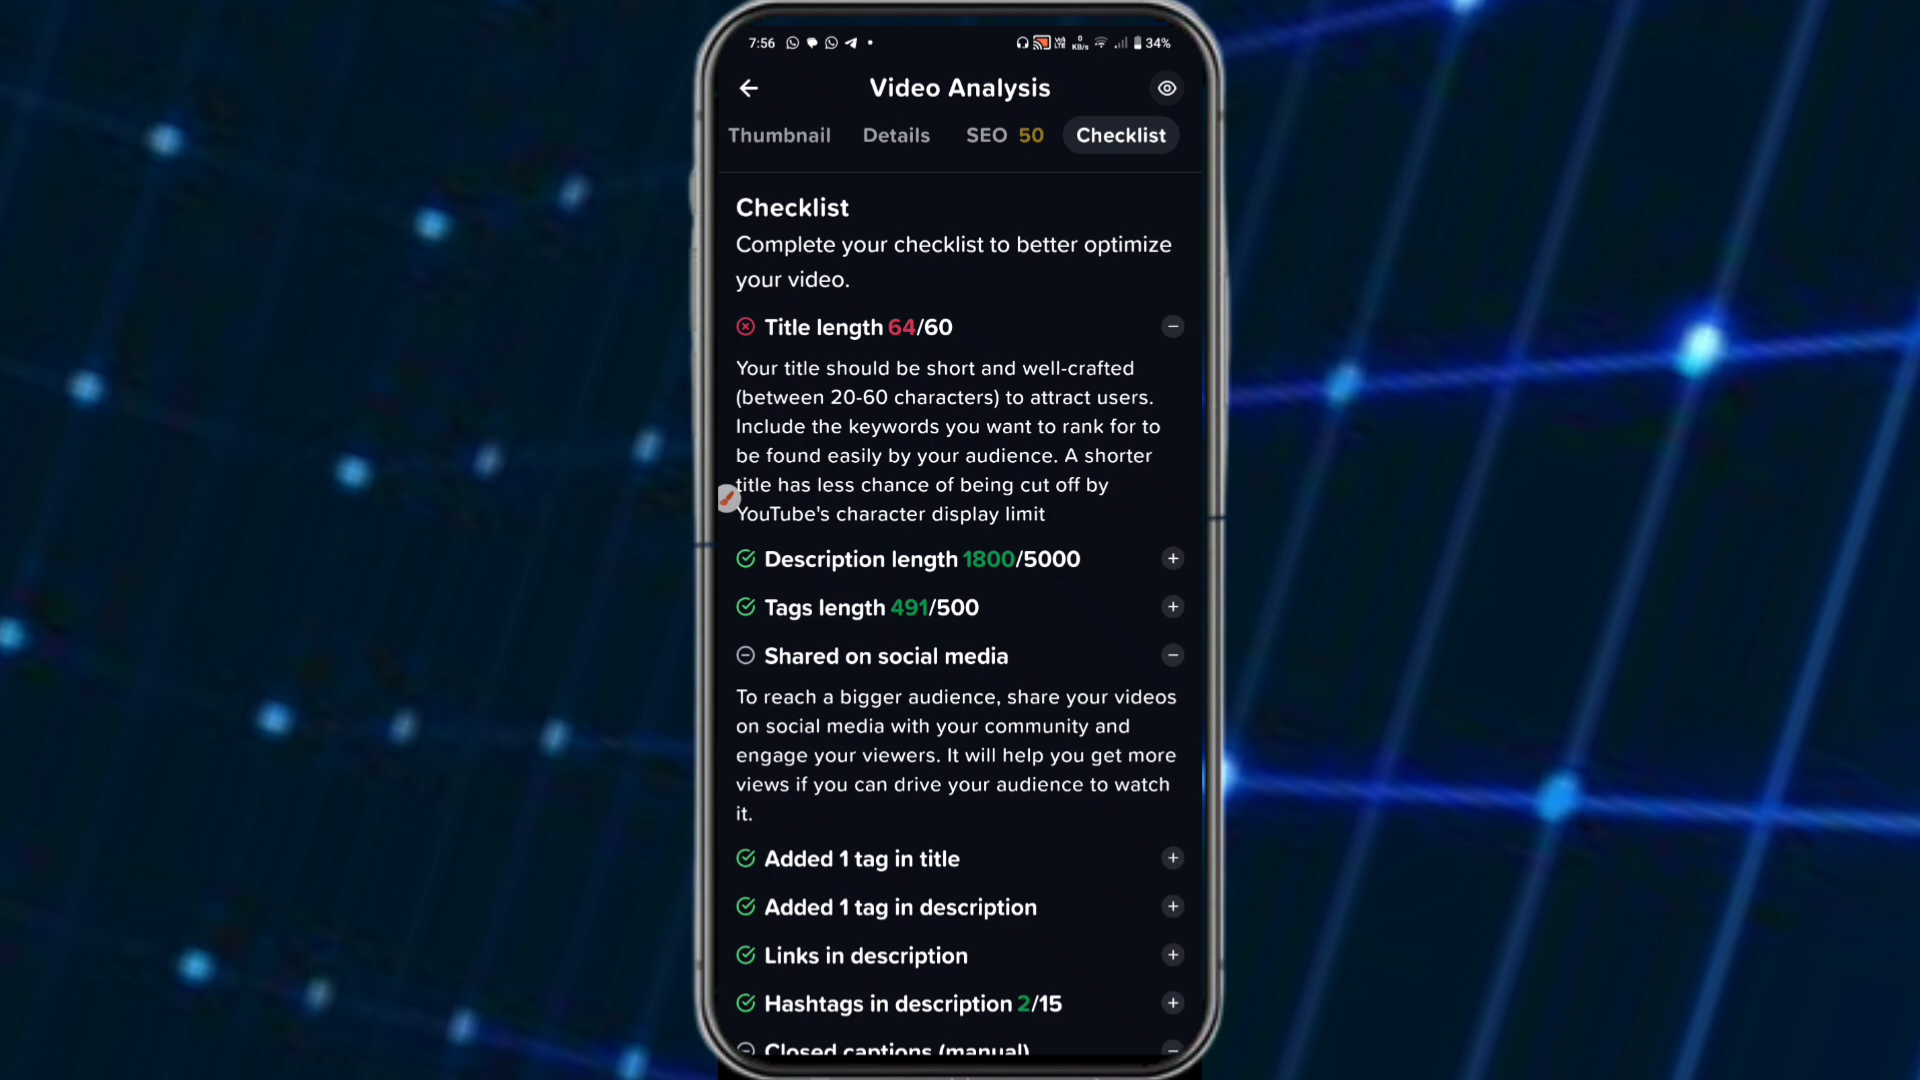 7:56
VoI LTE
0 KB/s
34%
Video Analysis
Thumbnail Details SEO 50 Checklist
Checklist
Complete your checklist to better optimize
your video.
Title length 64/60
Your title should be short and well-crafted
(between 20-60 characters) to attract users.
Include the keywords you want to rank for to
be found easily by your audience. A shorter
title has less chance of being cut off by
YouTube's character display limit
Description length 1800/5000
Tags length 491/500
Shared on social media
To reach a bigger audience, share your videos
on social media with your community and
engage your viewers. It will help you get more
views if you can drive your audience to watch
it.
Added 1 tag in title
Added 1 tag in description
Links in description
Hashtags in description 2/15
Closed captions (manual)